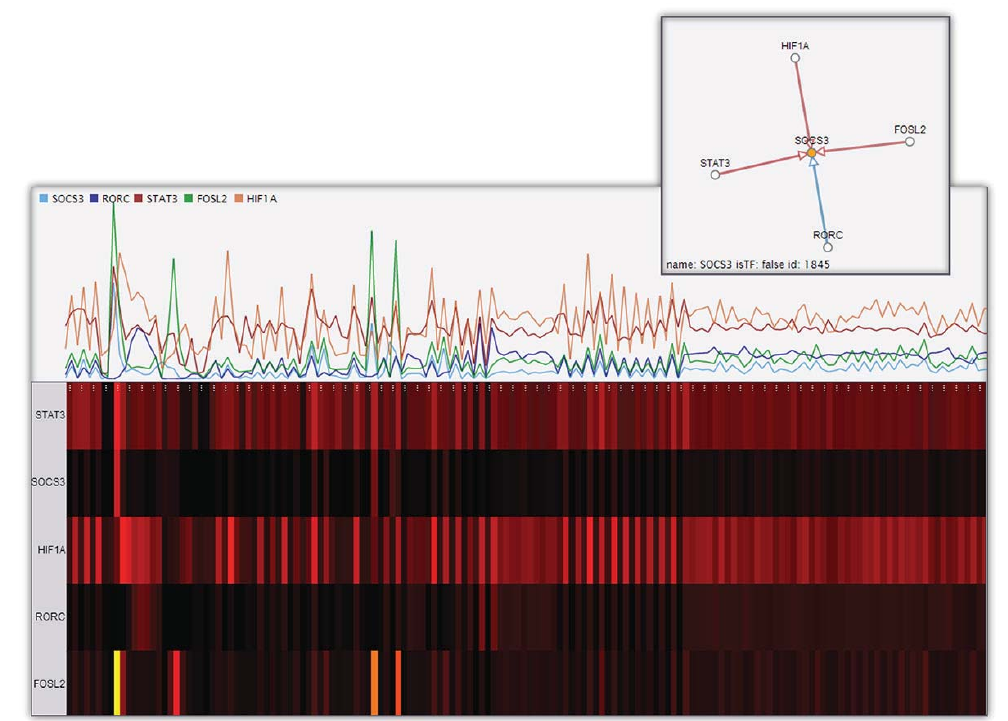 HIF1A
SOCS3
FOSL2
STAT3
RORC
name: SOCS3 isTF: false id: 1845
SOCS3 RORC STAT3 FOSL2 HIF1A
STAT3
SOCS3
HIF1A
RORC
FOSL2